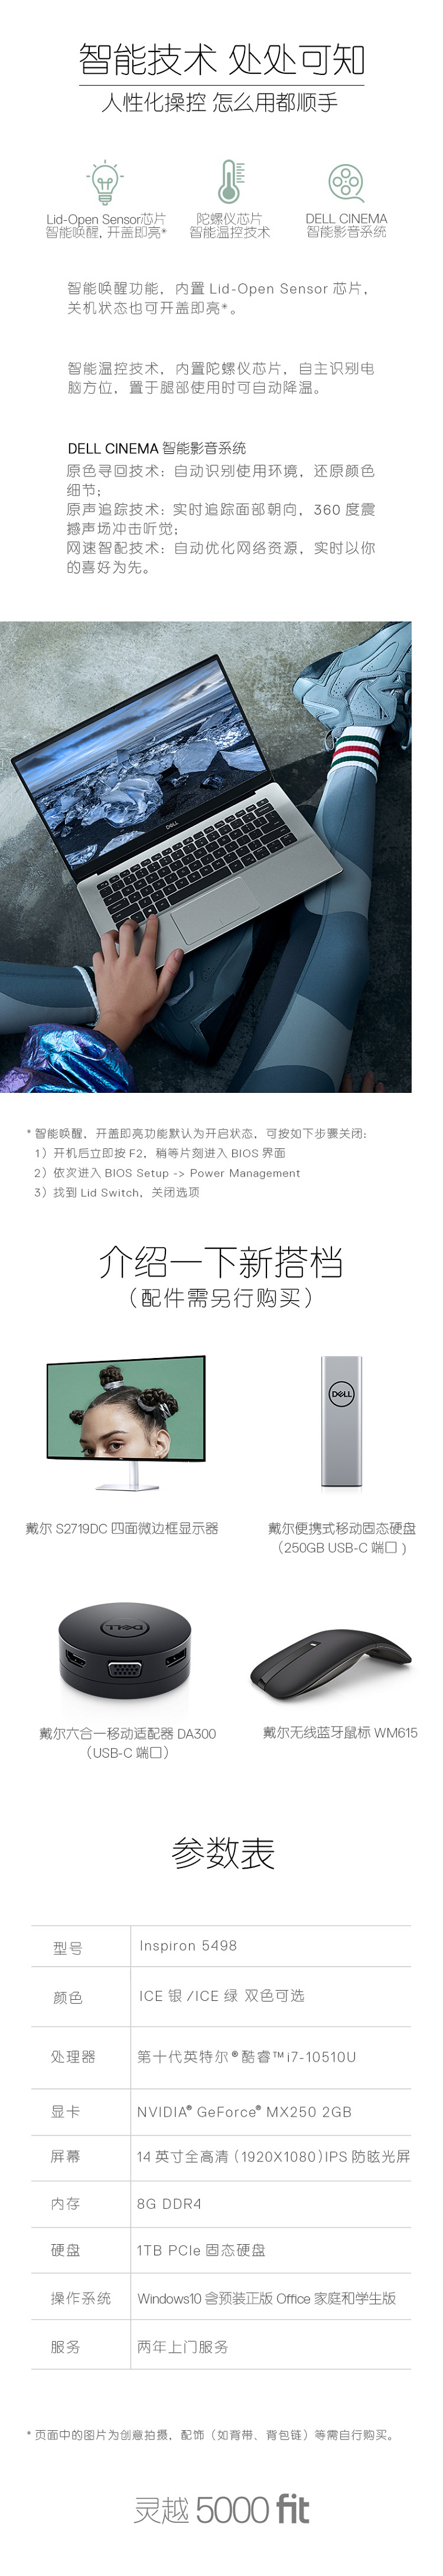 智能技术 处处可知
人性化操控 怎么用都顺手
Lid-Open Sensor芯片
智能唤醒, 开盖即亮*
陀螺仪芯片
智能温控技术
DELL CINEMA
智能影音系统
智能唤醒功能，内置 Lid-Open Sensor 芯片，
关机状态也可开盖即亮*。
智能温控技术，内置陀螺仪芯片，自主识别电
脑方位，置于腿部使用时可自动降温。
DELL CINEMA 智能影音系统
原色寻回技术：自动识别使用环境，还原颜色
细节；
原声追踪技术：实时追踪面部朝向，360 度震
撼声场冲击听觉；
网速智配技术：自动优化网络资源，实时以你
的喜好为先。
DELL
* 智能唤醒，开盖即亮功能默认为开启状态，可按如下步骤关闭：
1）开机后立即按 F2，稍等片刻进入 BIOS 界面
2）依次进入 BIOS Setup -> Power Management
3）找到 Lid Switch，关闭选项
介绍一下新搭档
（配件需另行购买）
DELL
戴尔 S2719DC 四面微边框显示器
戴尔便携式移动固态硬盘
（250GB USB-C 端口 )
DELL
戴尔六合一移动适配器 DA300
（USB-C 端口）
戴尔无线蓝牙鼠标 WM615
参数表
型号 Inspiron 5498
颜色 ICE 银 /ICE 绿 双色可选
处理器 第十代英特尔®酷睿™i7-10510U
显卡 NVIDIA® GeForce® MX250 2GB
屏幕 14 英寸全高清（1920X1080)IPS 防眩光屏
内存 8G DDR4
硬盘 1TB PCIe 固态硬盘
操作系统 Windows10 含预装正版 Office 家庭和学生版
服务 两年上门服务
* 页面中的图片为创意拍摄，配饰（如背带、背包链）等需自行购买。
灵越 5000 fit